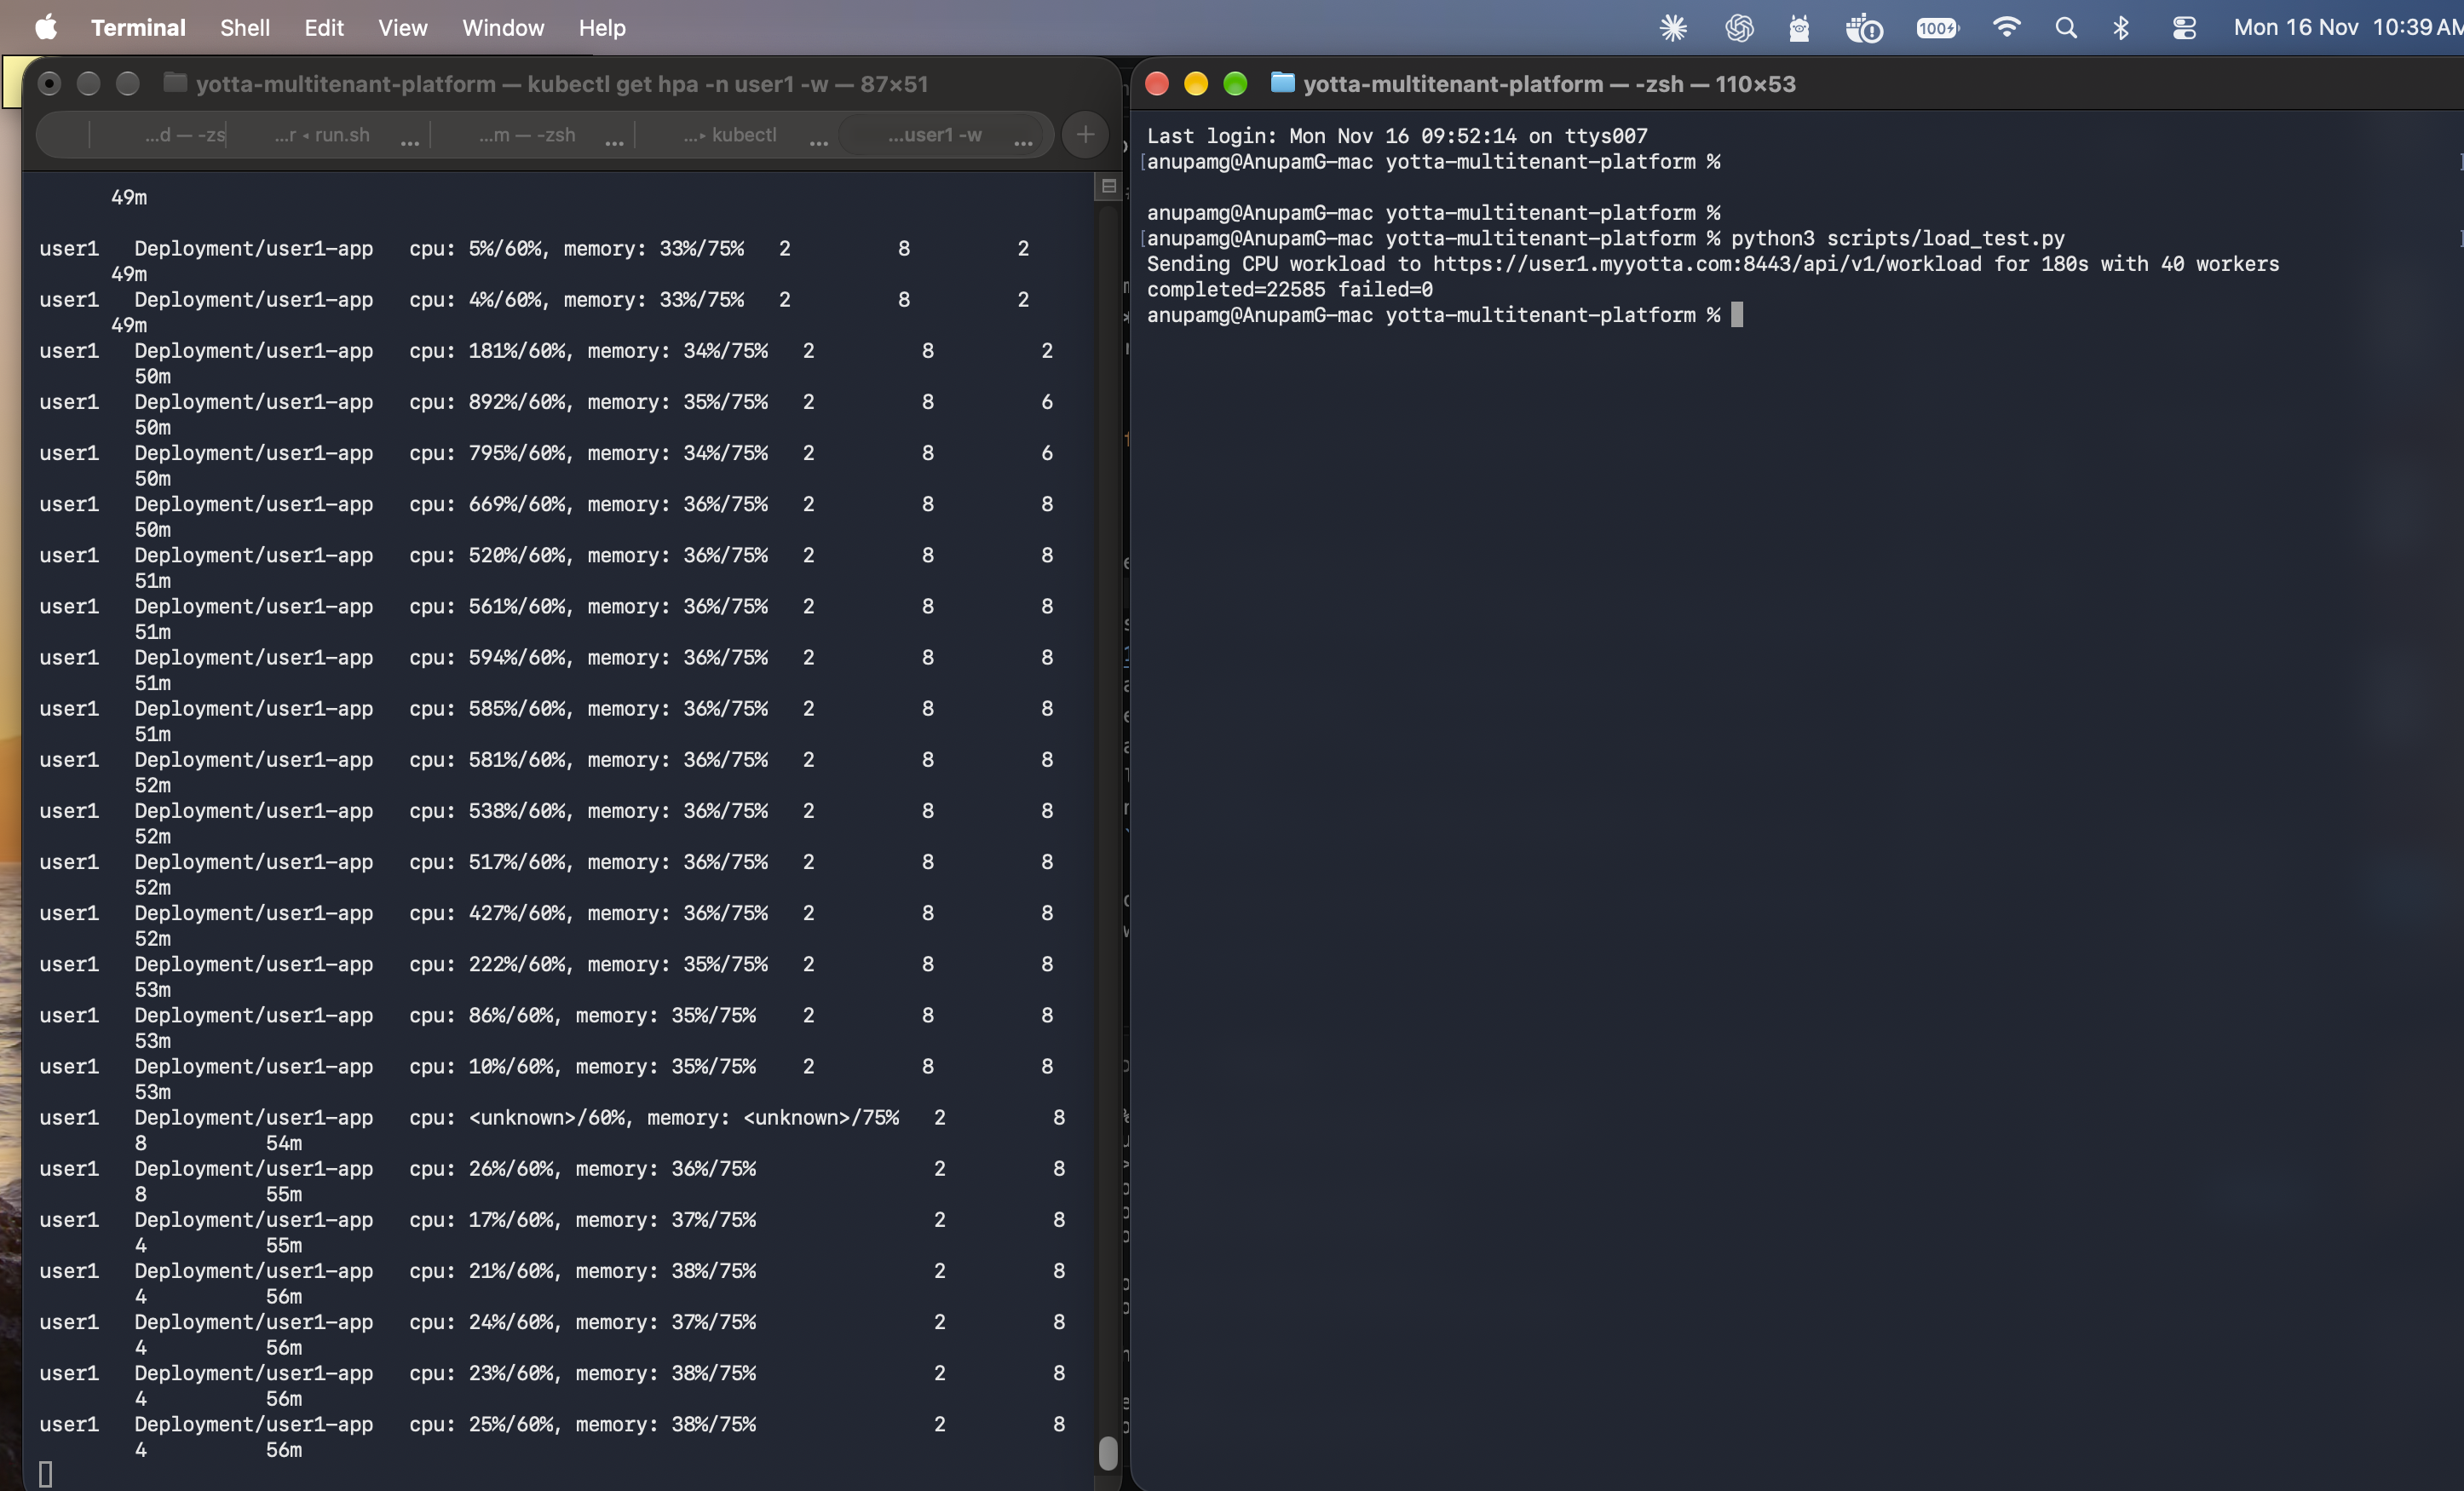 Terminal Shell Edit View Window Help 100 Mon 16 Nov 10:39 AM
yotta-multitenant-platform — kubectl get hpa -n user1 -w — 87×51
...d — -zs ...r ◂ run.sh ... ...m — -zsh ... ...▸ kubectl ... ...user1 -w ... +
49m
user1 Deployment/user1-app cpu: 5%/60%, memory: 33%/75% 2 8 2
49m
user1 Deployment/user1-app cpu: 4%/60%, memory: 33%/75% 2 8 2
49m
user1 Deployment/user1-app cpu: 181%/60%, memory: 34%/75% 2 8 2
50m
user1 Deployment/user1-app cpu: 892%/60%, memory: 35%/75% 2 8 6
50m
user1 Deployment/user1-app cpu: 795%/60%, memory: 34%/75% 2 8 6
50m
user1 Deployment/user1-app cpu: 669%/60%, memory: 36%/75% 2 8 8
50m
user1 Deployment/user1-app cpu: 520%/60%, memory: 36%/75% 2 8 8
51m
user1 Deployment/user1-app cpu: 561%/60%, memory: 36%/75% 2 8 8
51m
user1 Deployment/user1-app cpu: 594%/60%, memory: 36%/75% 2 8 8
51m
user1 Deployment/user1-app cpu: 585%/60%, memory: 36%/75% 2 8 8
51m
user1 Deployment/user1-app cpu: 581%/60%, memory: 36%/75% 2 8 8
52m
user1 Deployment/user1-app cpu: 538%/60%, memory: 36%/75% 2 8 8
52m
user1 Deployment/user1-app cpu: 517%/60%, memory: 36%/75% 2 8 8
52m
user1 Deployment/user1-app cpu: 427%/60%, memory: 36%/75% 2 8 8
52m
user1 Deployment/user1-app cpu: 222%/60%, memory: 35%/75% 2 8 8
53m
user1 Deployment/user1-app cpu: 86%/60%, memory: 35%/75% 2 8 8
53m
user1 Deployment/user1-app cpu: 10%/60%, memory: 35%/75% 2 8 8
53m
user1 Deployment/user1-app cpu: <unknown>/60%, memory: <unknown>/75% 2 8
8 54m
user1 Deployment/user1-app cpu: 26%/60%, memory: 36%/75% 2 8
8 55m
user1 Deployment/user1-app cpu: 17%/60%, memory: 37%/75% 2 8
4 55m
user1 Deployment/user1-app cpu: 21%/60%, memory: 38%/75% 2 8
4 56m
user1 Deployment/user1-app cpu: 24%/60%, memory: 37%/75% 2 8
4 56m
user1 Deployment/user1-app cpu: 23%/60%, memory: 38%/75% 2 8
4 56m
user1 Deployment/user1-app cpu: 25%/60%, memory: 38%/75% 2 8
4 56m
yotta-multitenant-platform — -zsh — 110×53
Last login: Mon Nov 16 09:52:14 on ttys007
[anupamg@AnupamG-mac yotta-multitenant-platform % ]
anupamg@AnupamG-mac yotta-multitenant-platform %
[anupamg@AnupamG-mac yotta-multitenant-platform % python3 scripts/load_test.py ]
Sending CPU workload to https://user1.myyotta.com:8443/api/v1/workload for 180s with 40 workers
completed=22585 failed=0
anupamg@AnupamG-mac yotta-multitenant-platform %